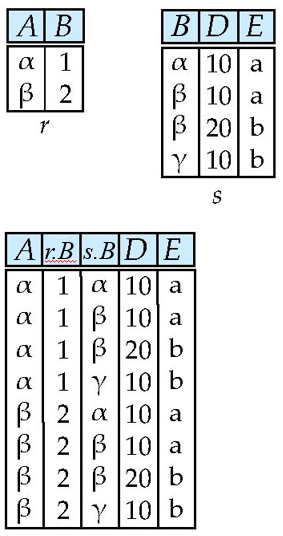 A B
α 1
β 2
r
B D E
α 10 a
β 10 a
β 20 b
γ 10 b
s
A r.B s.B D E
α 1 α 10 a
α 1 β 10 a
α 1 β 20 b
α 1 γ 10 b
β 2 α 10 a
β 2 β 10 a
β 2 β 20 b
β 2 γ 10 b